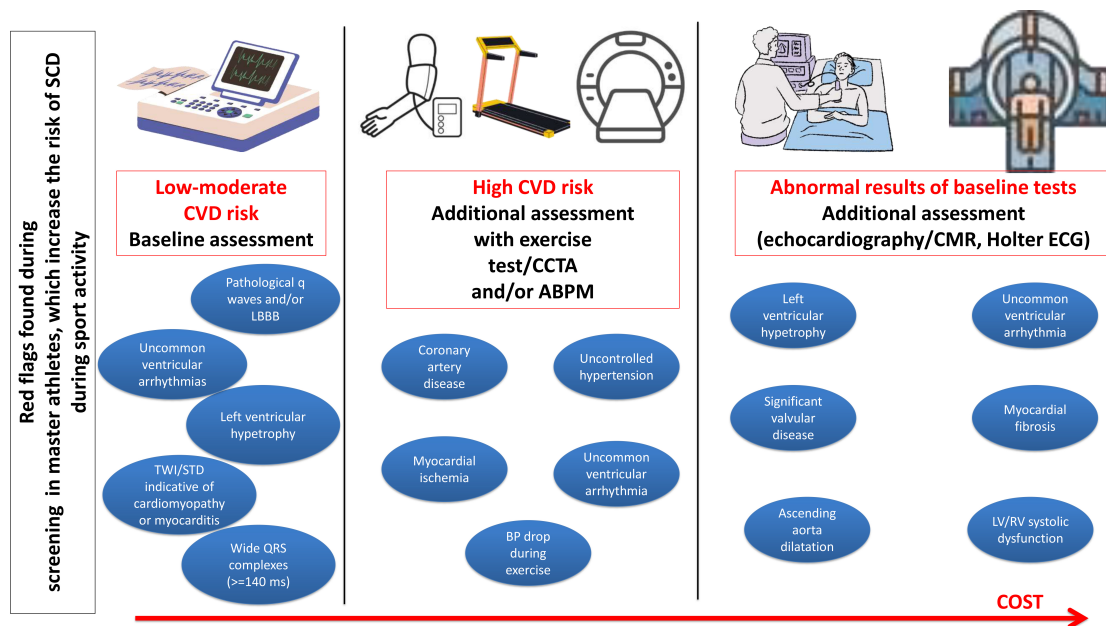 Red flags found during
screening in master athletes, which increase the risk of SCD
during sport activity
Low-moderate
CVD risk
Baseline assessment
Pathological q
waves and/or
LBBB
Uncommon
ventricular
arrhythmias
Left ventricular
hypetrophy
TWI/STD
indicative of
cardiomyopathy
or myocarditis
Wide QRS
complexes
(>=140 ms)
High CVD risk
Additional assessment
with exercise
test/CCTA
and/or ABPM
Coronary
artery
disease
Uncontrolled
hypertension
Myocardial
ischemia
Uncommon
ventricular
arrhythmia
BP drop
during
exercise
Abnormal results of baseline tests
Additional assessment
(echocardiography/CMR, Holter ECG)
Left
ventricular
hypetrophy
Uncommon
ventricular
arrhythmia
Significant
valvular
disease
Myocardial
fibrosis
Ascending
aorta
dilatation
LV/RV systolic
dysfunction
COST